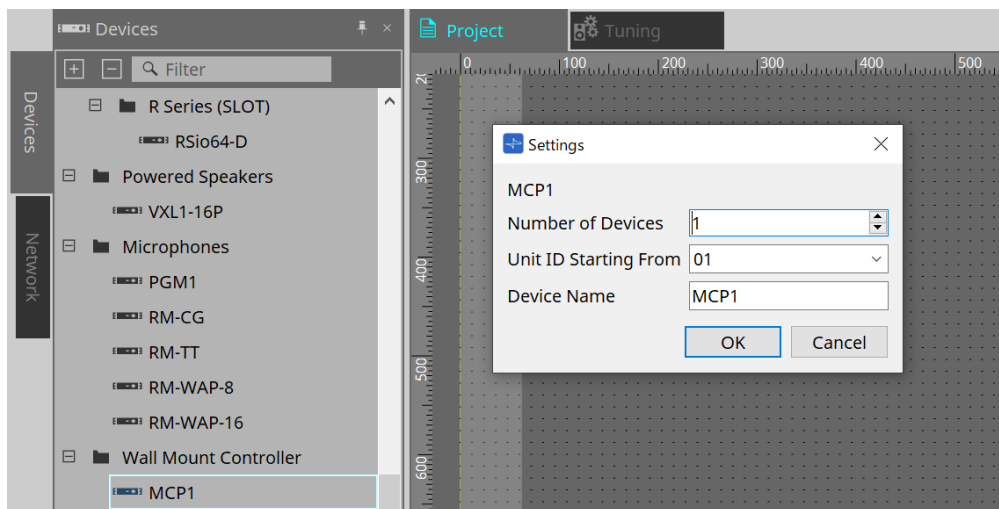 Devices
Filter
R Series (SLOT)
RSio64-D
Powered Speakers
VXL1-16P
Microphones
PGM1
RM-CG
RM-TT
RM-WAP-8
RM-WAP-16
Wall Mount Controller
MCP1
Devices
Network
Project
Tuning
0 100 200 300 400 500
20
300
400
500
600
Settings
MCP1
Number of Devices 1
Unit ID Starting From 01
Device Name MCP1
OK Cancel